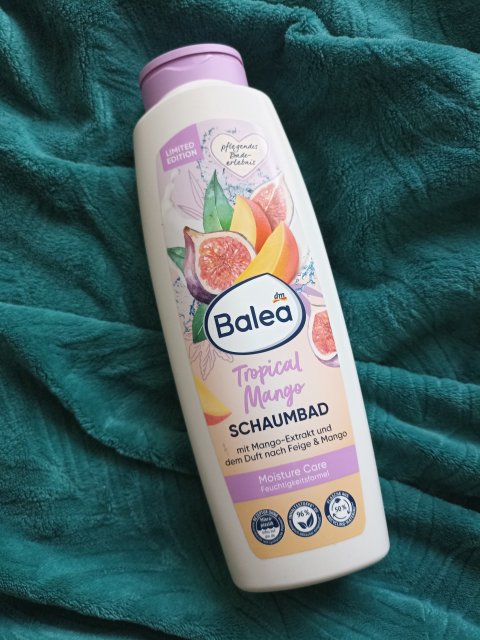 LIMITED
EDITION
pflegendes
Bade-
erlebnis
dm
Balea
Tropical
Mango
SCHAUMBAD
mit Mango-Extrakt und
dem Duft nach Feige & Mango
Moisture Care
Feuchtigkeitsformel
96%
50%